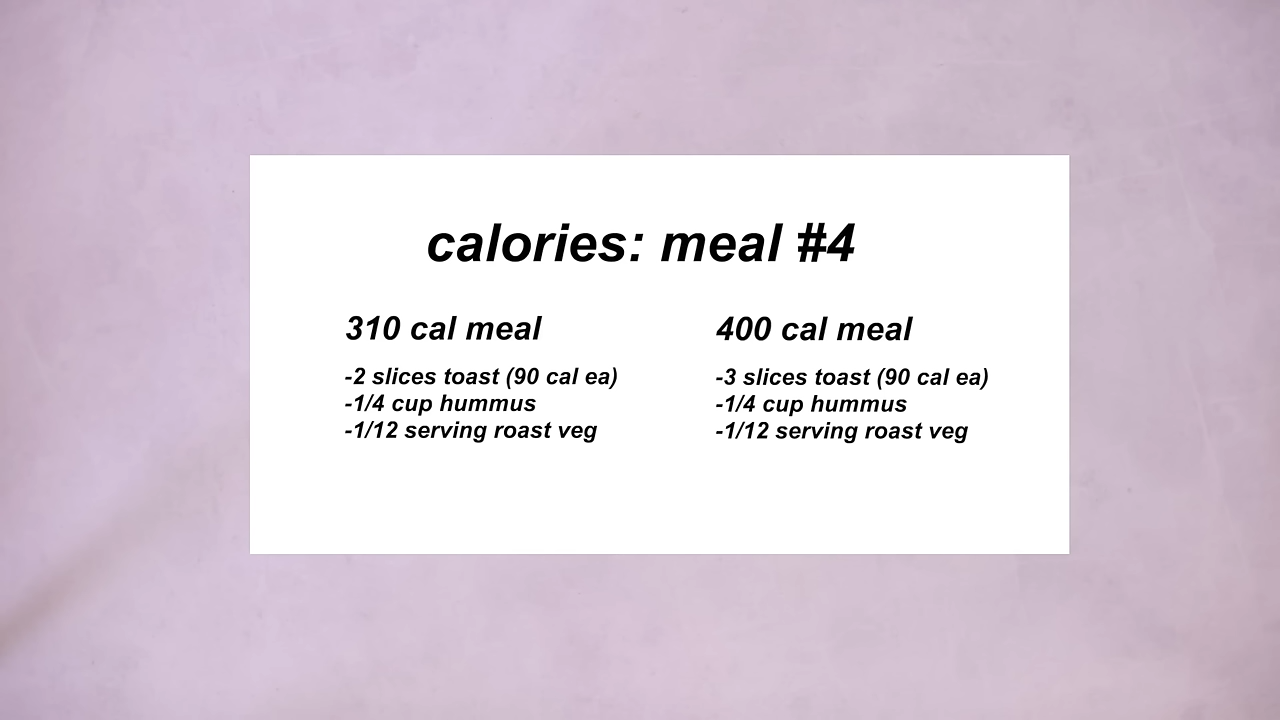 calories: meal #4
310 cal meal
-2 slices toast (90 cal ea)
-1/4 cup hummus
-1/12 serving roast veg
400 cal meal
-3 slices toast (90 cal ea)
-1/4 cup hummus
-1/12 serving roast veg